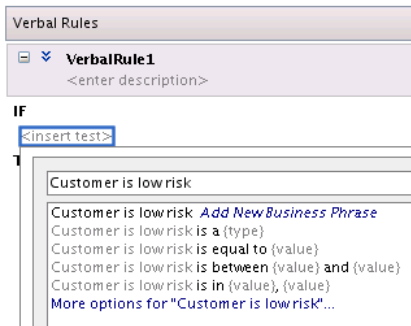 Verbal Rules
VerbalRule1
<enter description>
IF
<insert test>
T
Customer is low risk
Customer is low risk Add New Business Phrase
Customer is low risk is a {type}
Customer is low risk is equal to {value}
Customer is low risk is between {value} and {value}
Customer is low risk is in {value}, {value}
More options for "Customer is low risk"...